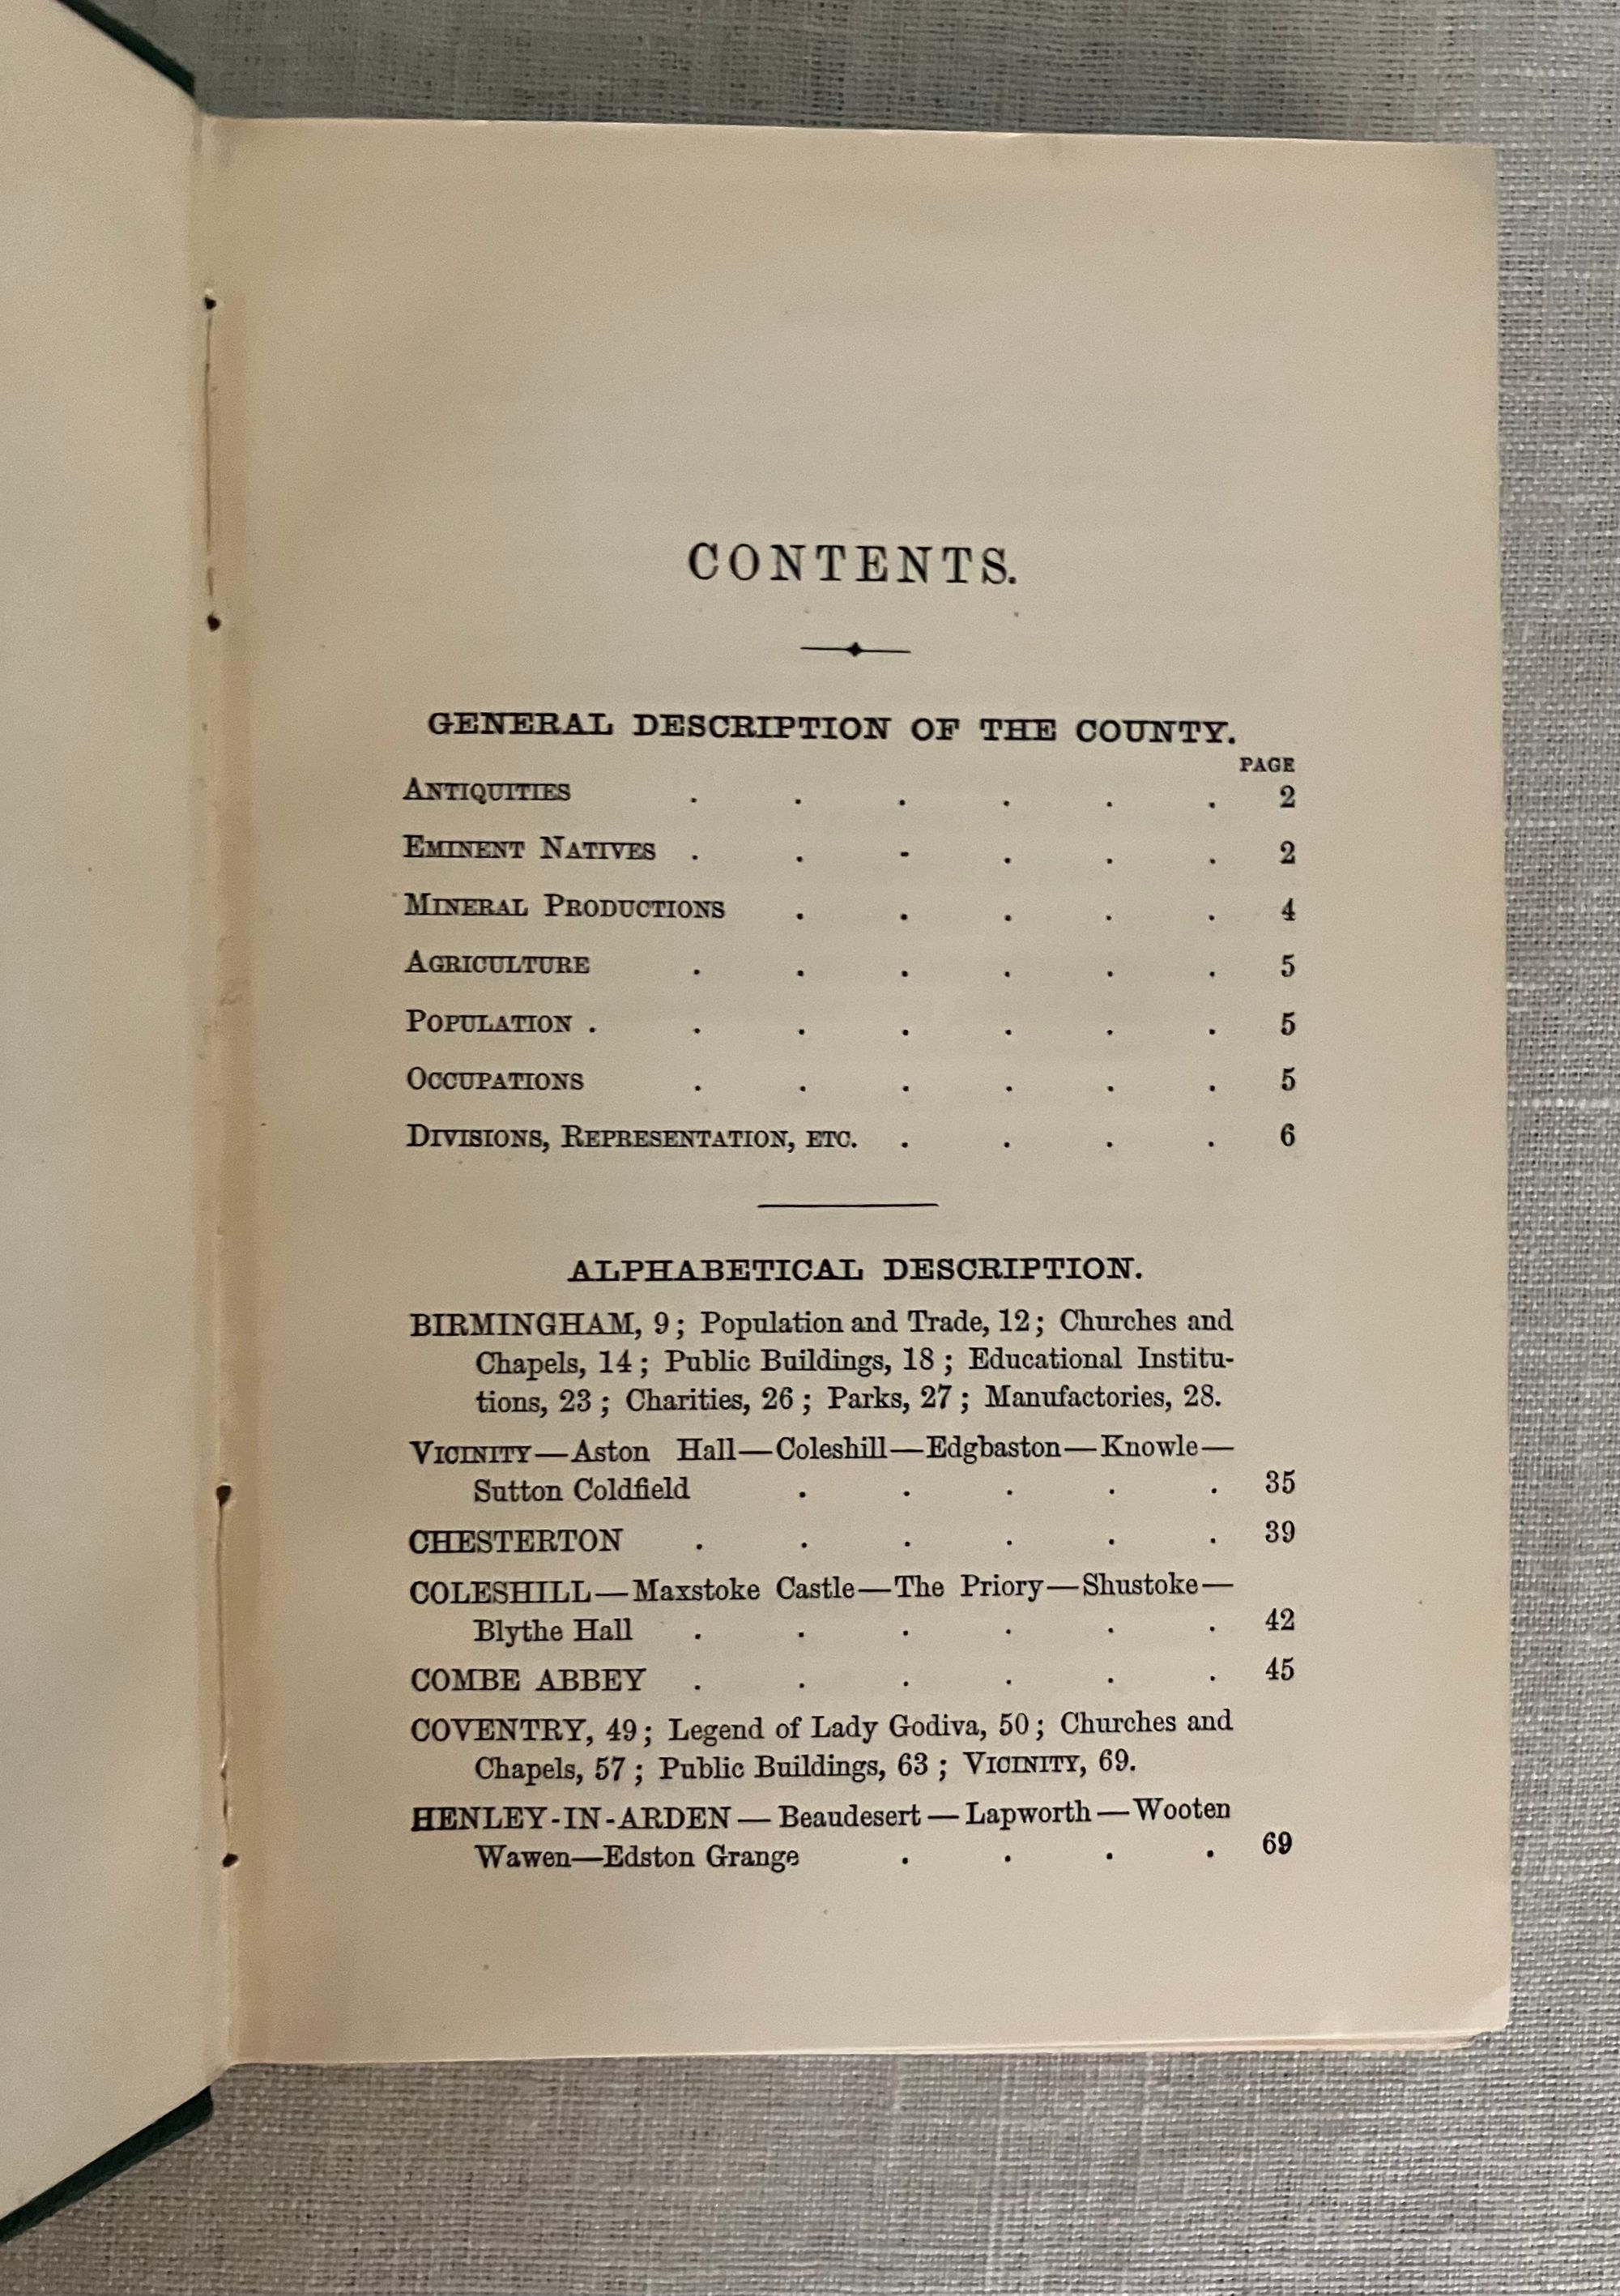 CONTENTS.
GENERAL DESCRIPTION OF THE COUNTY.
PAGE
ANTIQUITIES . . . . . . 2
EMINENT NATIVES . . . . . . 2
MINERAL PRODUCTIONS . . . . . 4
AGRICULTURE . . . . . . 5
POPULATION . . . . . . . 5
OCCUPATIONS . . . . . . 5
DIVISIONS, REPRESENTATION, ETC. . . . . 6
ALPHABETICAL DESCRIPTION.
BIRMINGHAM, 9; Population and Trade, 12; Churches and
Chapels, 14; Public Buildings, 18; Educational Institu-
tions, 23; Charities, 26; Parks, 27; Manufactories, 28.
VICINITY—Aston Hall—Coleshill—Edgbaston—Knowle—
Sutton Coldfield . . . . . 35
CHESTERTON . . . . . . 39
COLESHILL—Maxstoke Castle—The Priory—Shustoke—
Blythe Hall . . . . . . 42
COMBE ABBEY . . . . . . 45
COVENTRY, 49; Legend of Lady Godiva, 50; Churches and
Chapels, 57; Public Buildings, 63; VICINITY, 69.
HENLEY-IN-ARDEN—Beaudesert—Lapworth—Wooten
Wawen—Edston Grange . . . . 69